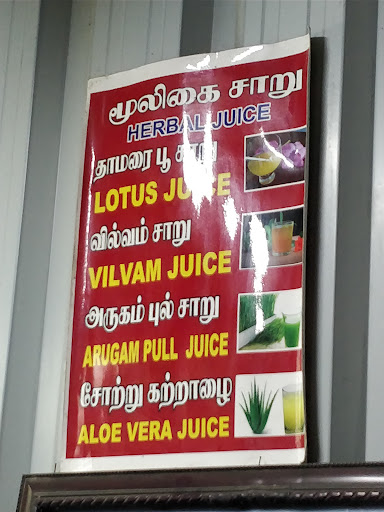 மூலிகை சாறு
HERBAL JUICE
தாமரை பூ சாறு
LOTUS JUICE
வில்வம் சாறு
VILVAM JUICE
அருகம் புல் சாறு
ARUGAM PULL JUICE
சோற்று கற்றாழை
ALOE VERA JUICE